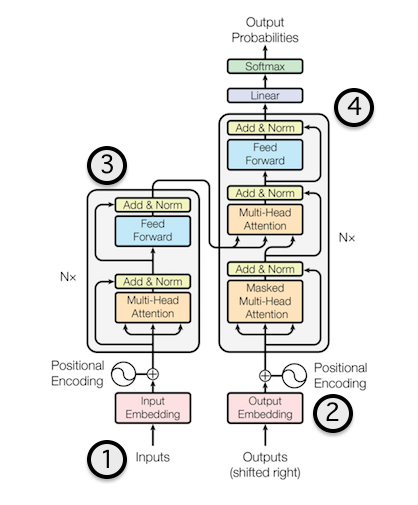 Output
Probabilities
Softmax
Linear
4
Add & Norm
Feed
Forward
3
Add & Norm
Add & Norm
Feed
Forward
Multi-Head
Attention
N×
Add & Norm
Add & Norm
N×
Multi-Head
Attention
Masked
Multi-Head
Attention
Positional
Encoding
Positional
Encoding
Input
Embedding
Output
Embedding
2
1
Inputs
Outputs
(shifted right)